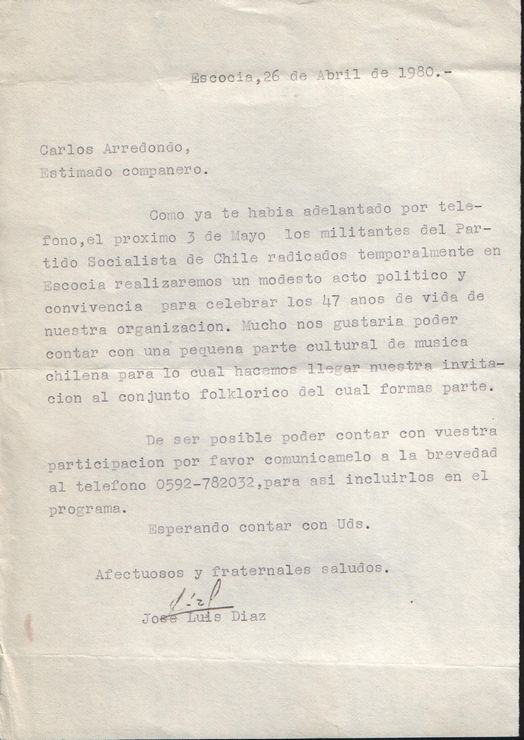 Escocia,26 de Abril de 1980.-
Carlos Arredondo,
Estimado companero.
Como ya te habia adelantado por tele-
fono,el proximo 3 de Mayo los militantes del Par-
tido Socialista de Chile radicados temporalmente en
Escocia realizaremos un modesto acto politico y
convivencia para celebrar los 47 anos de vida de
nuestra organizacion. Mucho nos gustaria poder
contar con una pequena parte cultural de musica
chilena para lo cual hacemos llegar nuestra invita-
cion al conjunto folklorico del cual formas parte.
De ser posible poder contar con vuestra
participacion por favor comunicamelo a la brevedad
al telefono 0592-782032,para asi incluirlos en el
programa.
Esperando contar con Uds.
Afectuosos y fraternales saludos.
Jose Luis Diaz